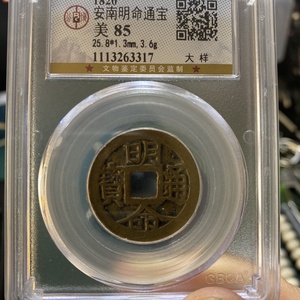 1820
安南明命通宝
美 85
25.8*1.3mm, 3.6g
1113263317 大样
★ 文物鉴定委员会监制 ★
明命通寶